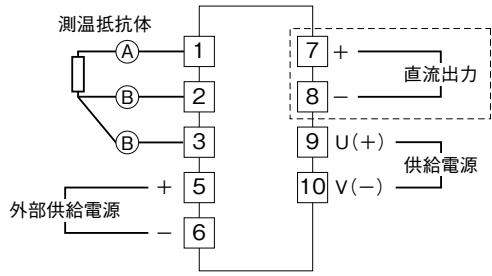 測温抵抗体
A 1
B 2
B 3
外部供給電源
+ 5
− 6
7 +
8 −
直流出力
9 U(+)
10 V(−)
供給電源